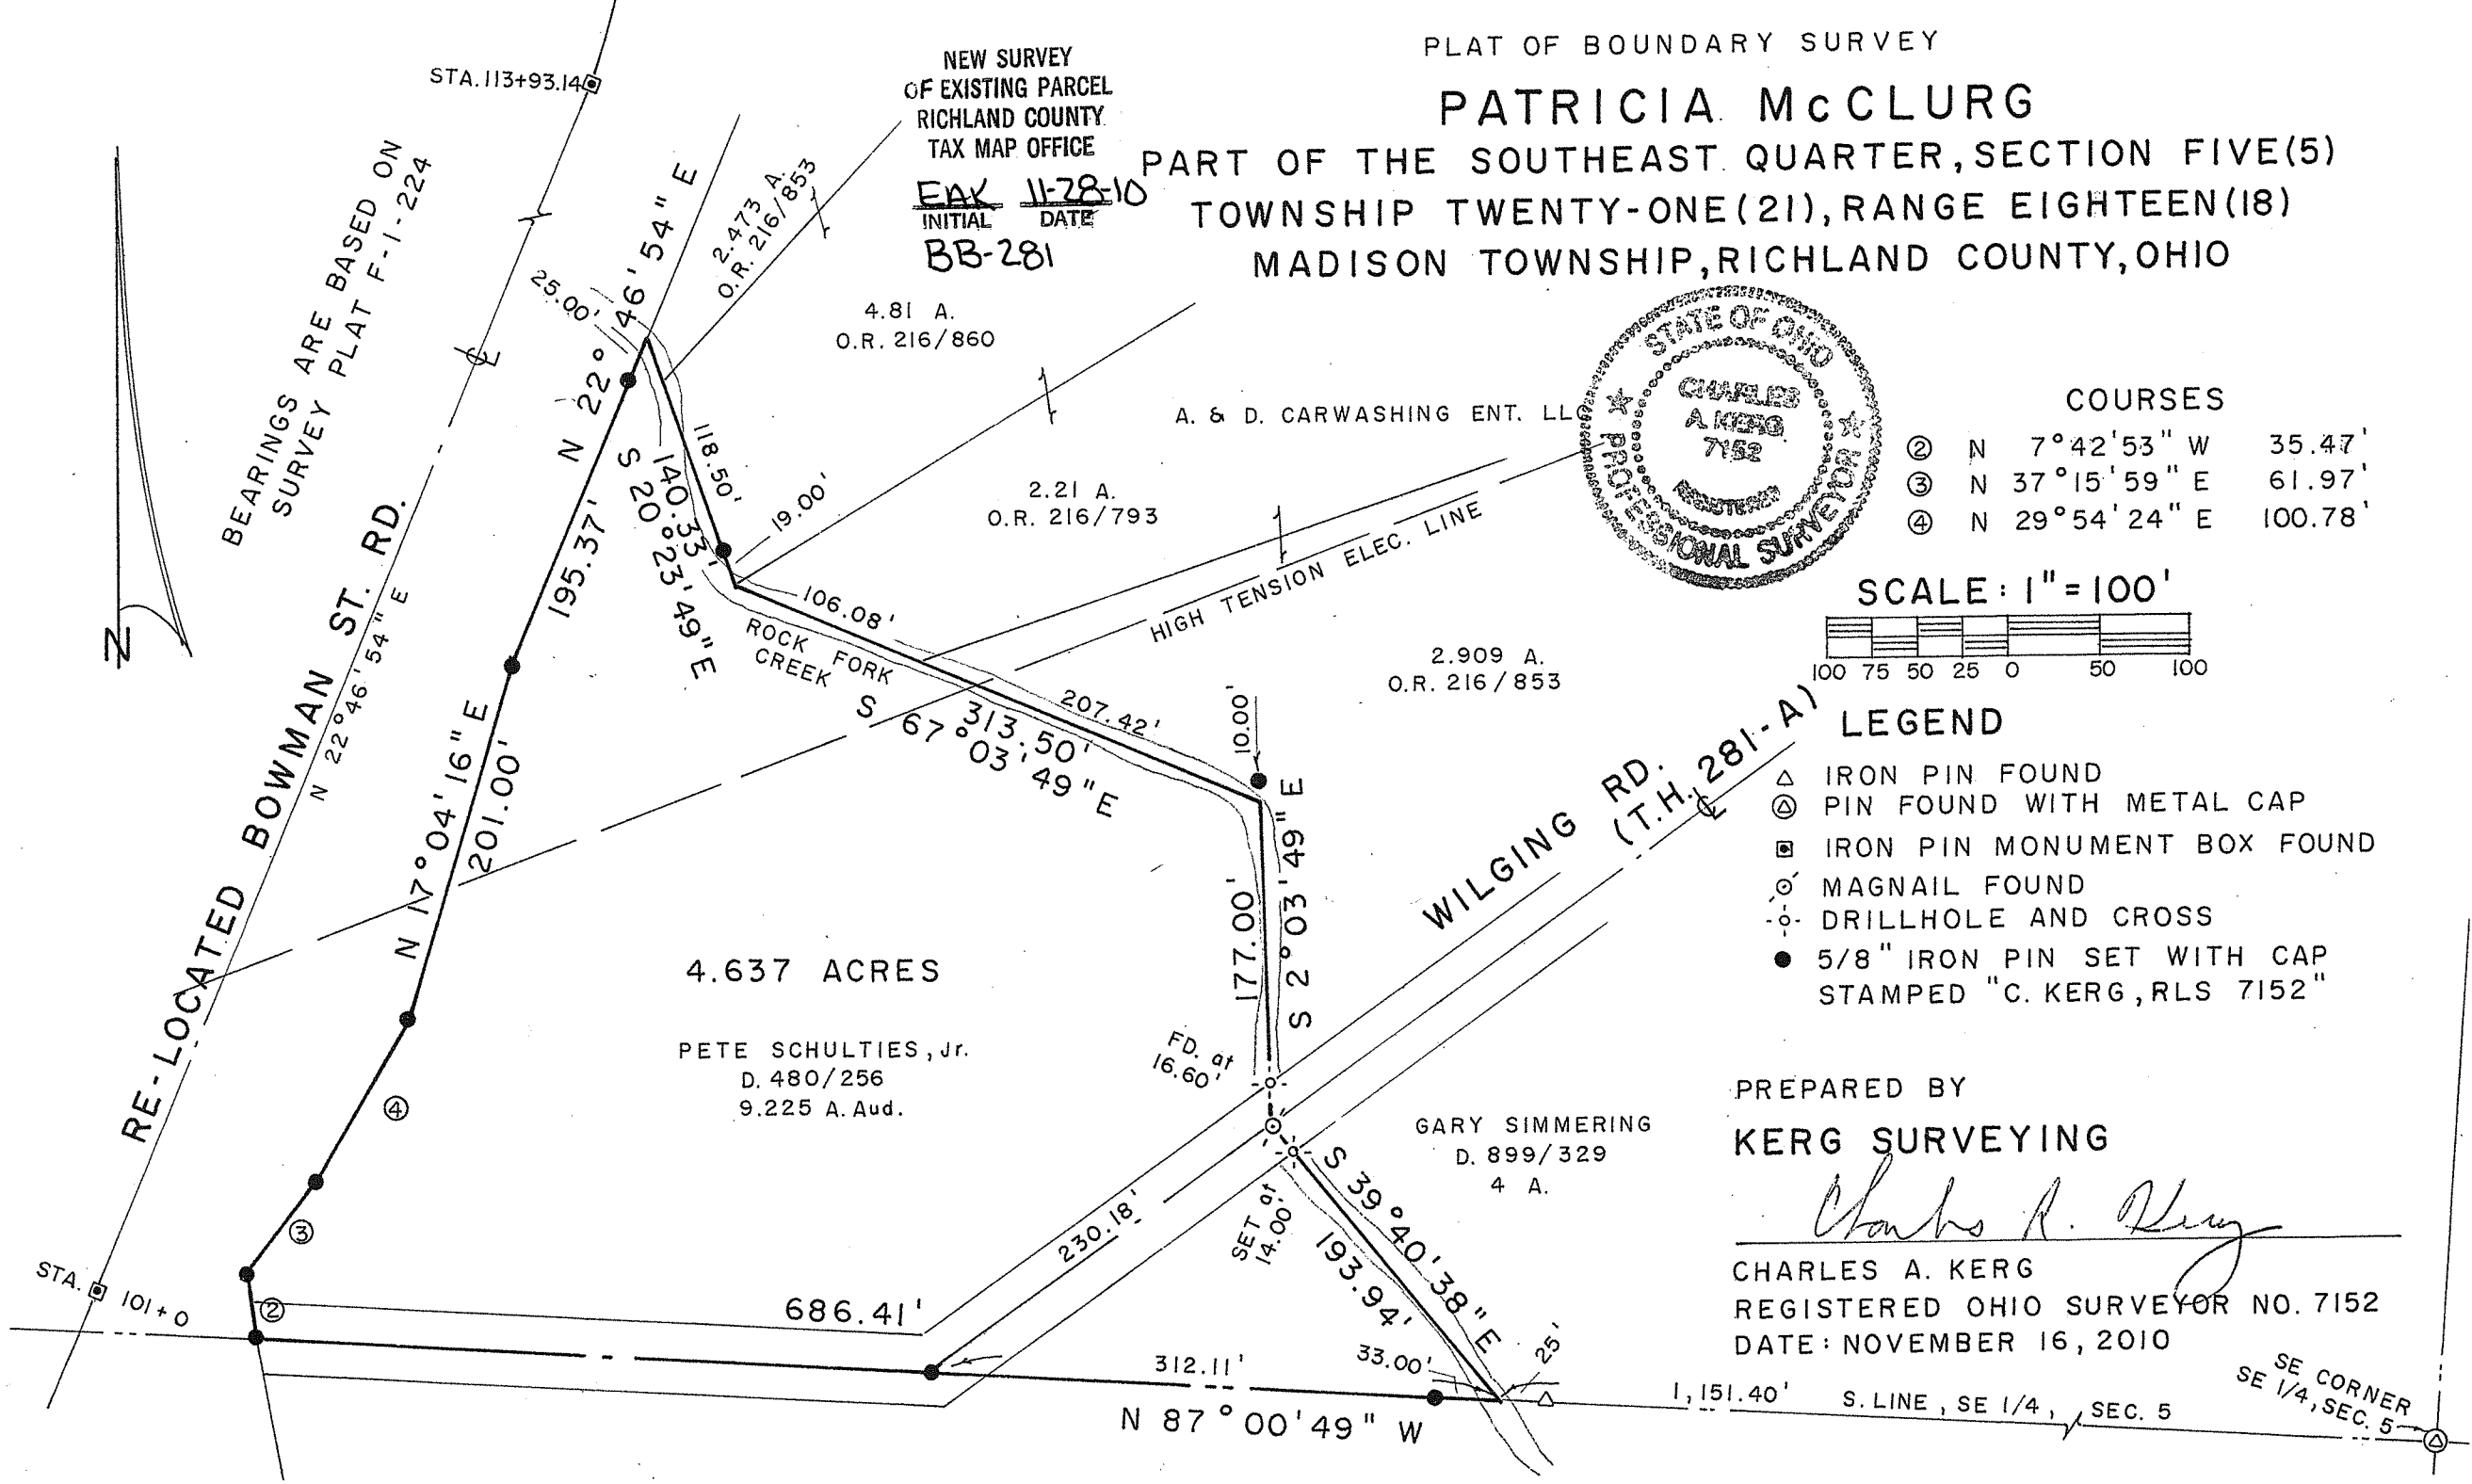 PLAT OF BOUNDARY SURVEY
PATRICIA McCLURG
PART OF THE SOUTHEAST QUARTER, SECTION FIVE(5)
TOWNSHIP TWENTY-ONE(21), RANGE EIGHTEEN(18)
MADISON TOWNSHIP, RICHLAND COUNTY, OHIO
NEW SURVEY
OF EXISTING PARCEL
RICHLAND COUNTY
TAX MAP OFFICE
EAK 11-28-10
INITIAL DATE
BB-281
STA. 113+93.14
BEARINGS ARE BASED ON
SURVEY PLAT F-1-224
N
2.473 A.
O.R. 216/853
25.00'
N 22° 46' 54" E
195.37'
4.81 A.
O.R. 216/860
A. & D. CARWASHING ENT. LLC
118.50'
140.33'
S 20°23'49"E
19.00'
2.21 A.
O.R. 216/793
HIGH TENSION ELEC. LINE
106.08'
ROCK FORK
CREEK
207.42'
313.50'
S 67°03'49"E
2.909 A.
O.R. 216/853
10.00'
STATE OF OHIO
CHARLES
A. KERG
7152
REGISTERED
PROFESSIONAL SURVEYOR
COURSES
② N 7°42'53" W 35.47'
③ N 37°15'59" E 61.97'
④ N 29°54'24" E 100.78'
SCALE: 1"=100'
100 75 50 25 0 50 100
LEGEND
IRON PIN FOUND
PIN FOUND WITH METAL CAP
IRON PIN MONUMENT BOX FOUND
MAGNAIL FOUND
DRILLHOLE AND CROSS
5/8" IRON PIN SET WITH CAP
STAMPED "C. KERG, RLS 7152"
RE-LOCATED BOWMAN ST. RD.
N 22°46'54" E
N 17°04'16" E
201.00'
WILGING RD.
(T.H. 281-A)
177.00'
S 2°03'49" E
4.637 ACRES
PETE SCHULTIES, Jr.
D. 480/256
9.225 A. Aud.
FD. at
16.60'
GARY SIMMERING
D. 899/329
4 A.
④
③
②
230.18'
SET at
14.00'
S 39°40'38"E
193.94'
STA. 101+0
686.41'
312.11'
33.00'
25'
N 87°00'49" W
1,151.40' S. LINE, SE 1/4, SEC. 5
SE CORNER
SE 1/4, SEC. 5
PREPARED BY
KERG SURVEYING
CHARLES A. KERG
REGISTERED OHIO SURVEYOR NO. 7152
DATE: NOVEMBER 16, 2010